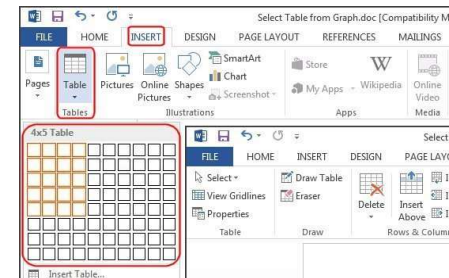 Select Table from Graph.doc [Compatibility M
FILE HOME INSERT DESIGN PAGE LAYOUT REFERENCES MAILINGS
Pages
Table
Pictures
Online Pictures
Shapes
SmartArt
Chart
Screenshot
Store
My Apps
Wikipedia
W
Online Video
Tables Illustrations Apps Media
4x5 Table
Insert Table...
Select
FILE HOME INSERT DESIGN PAGE LAY
Select
View Gridlines
Properties
Draw Table
Eraser
Delete
Insert Above
Table Draw Rows & Colum